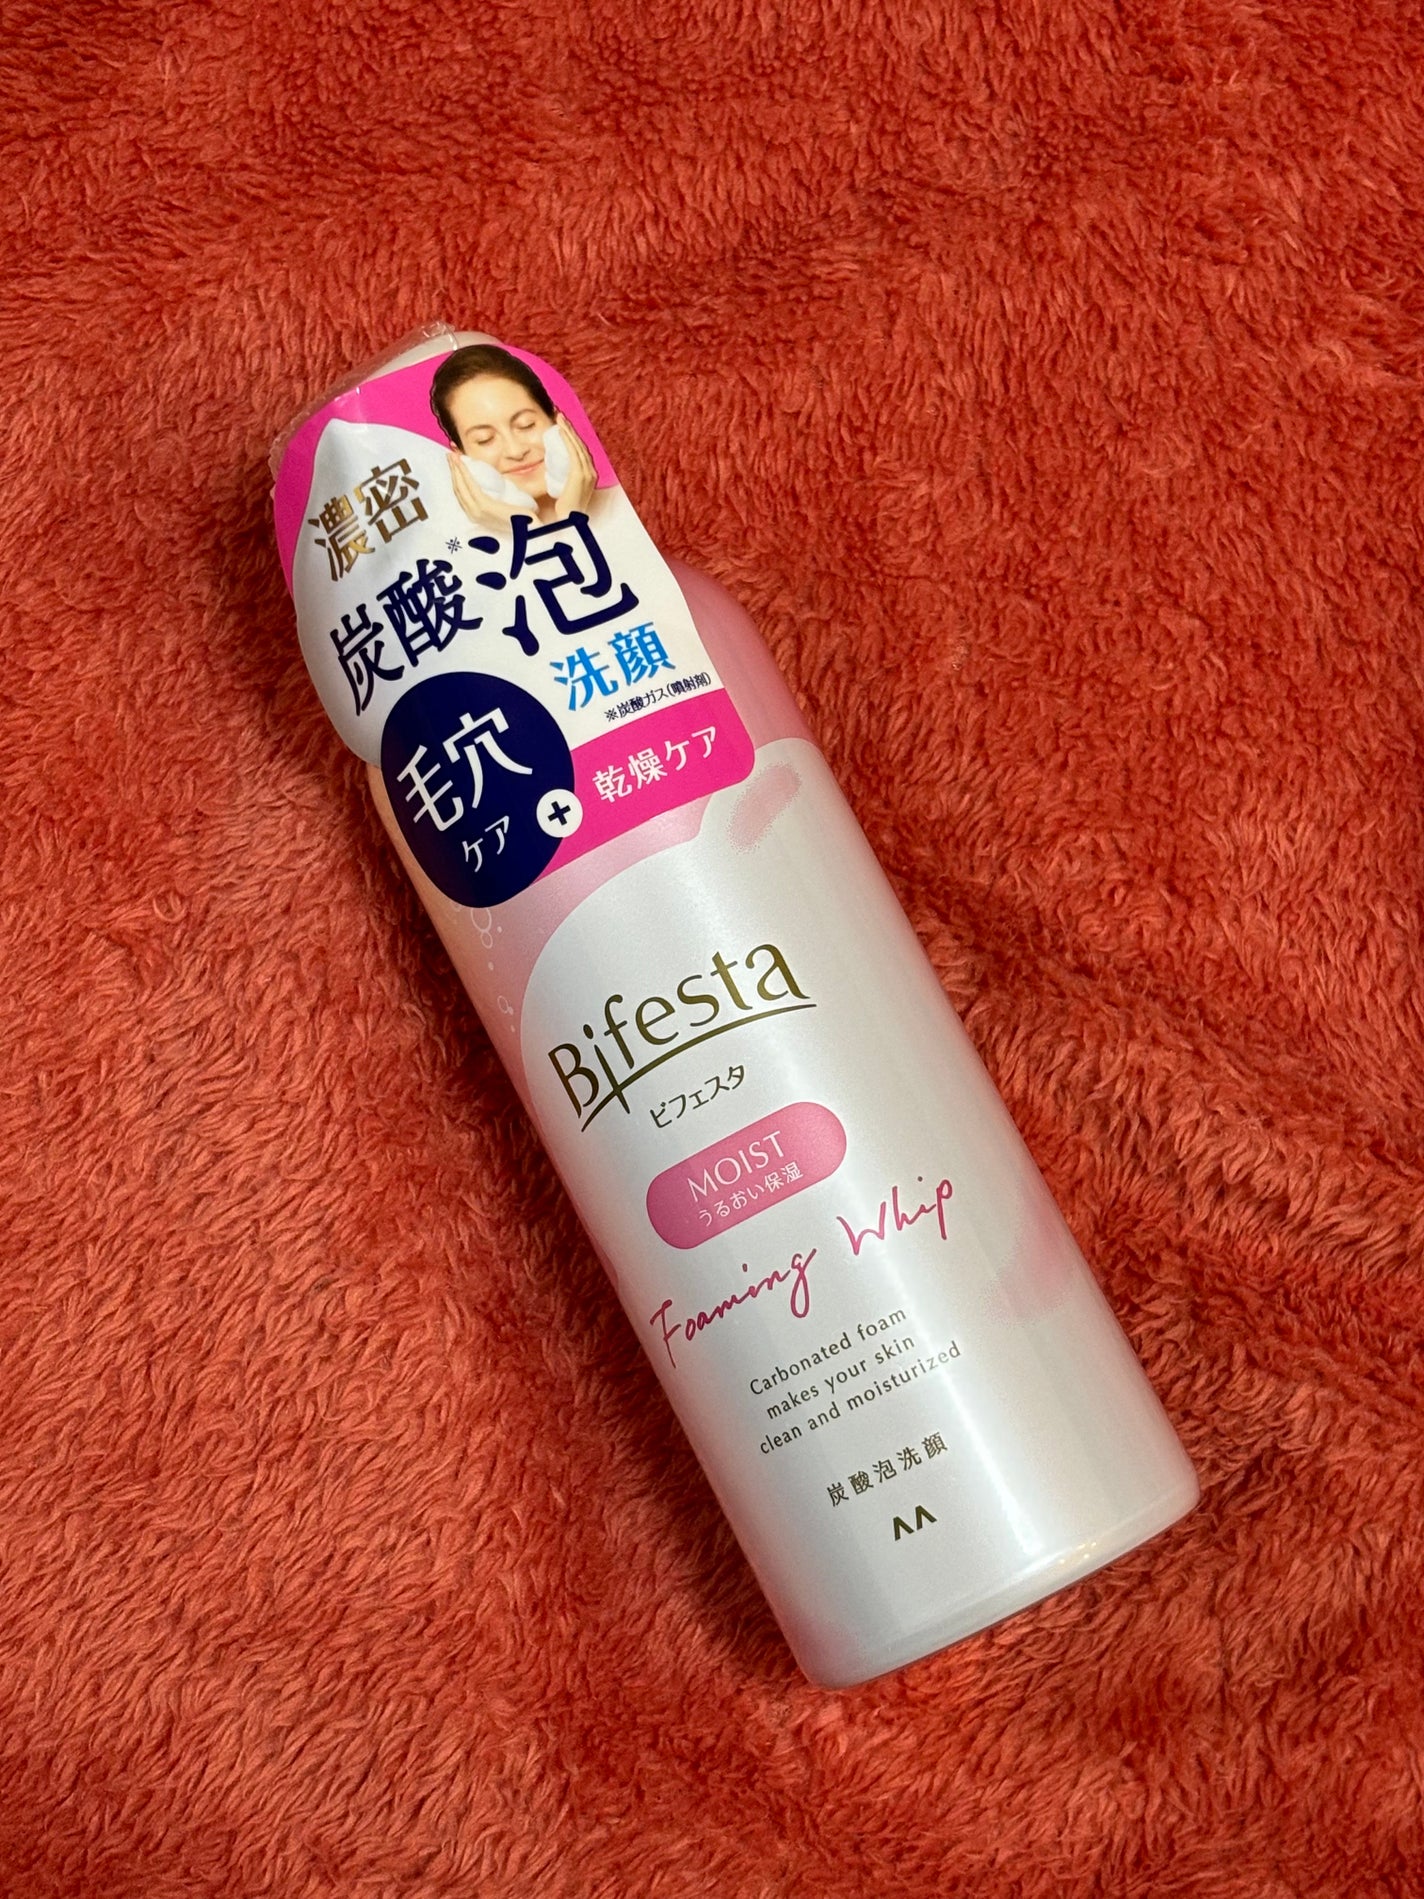 濃密
炭酸※泡
洗顔
※炭酸ガス(噴射剤)
毛穴
ケア
+
乾燥ケア
Bifesta
ビフェスタ
MOIST
うるおい保湿
Foaming Whip
Carbonated foam
makes your skin
clean and moisturized
炭酸泡洗顔